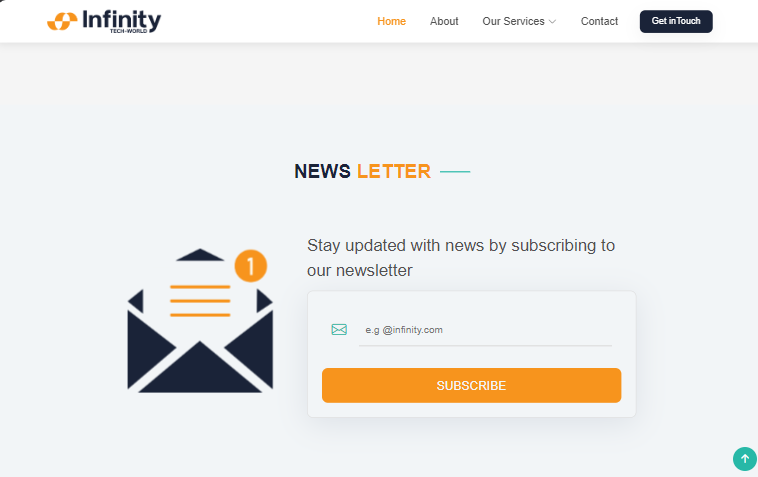 Infinity
TECH-WORLD
Home About Our Services Contact Get inTouch
NEWS LETTER
1
Stay updated with news by subscribing to
our newsletter
e.g @infinity.com
SUBSCRIBE